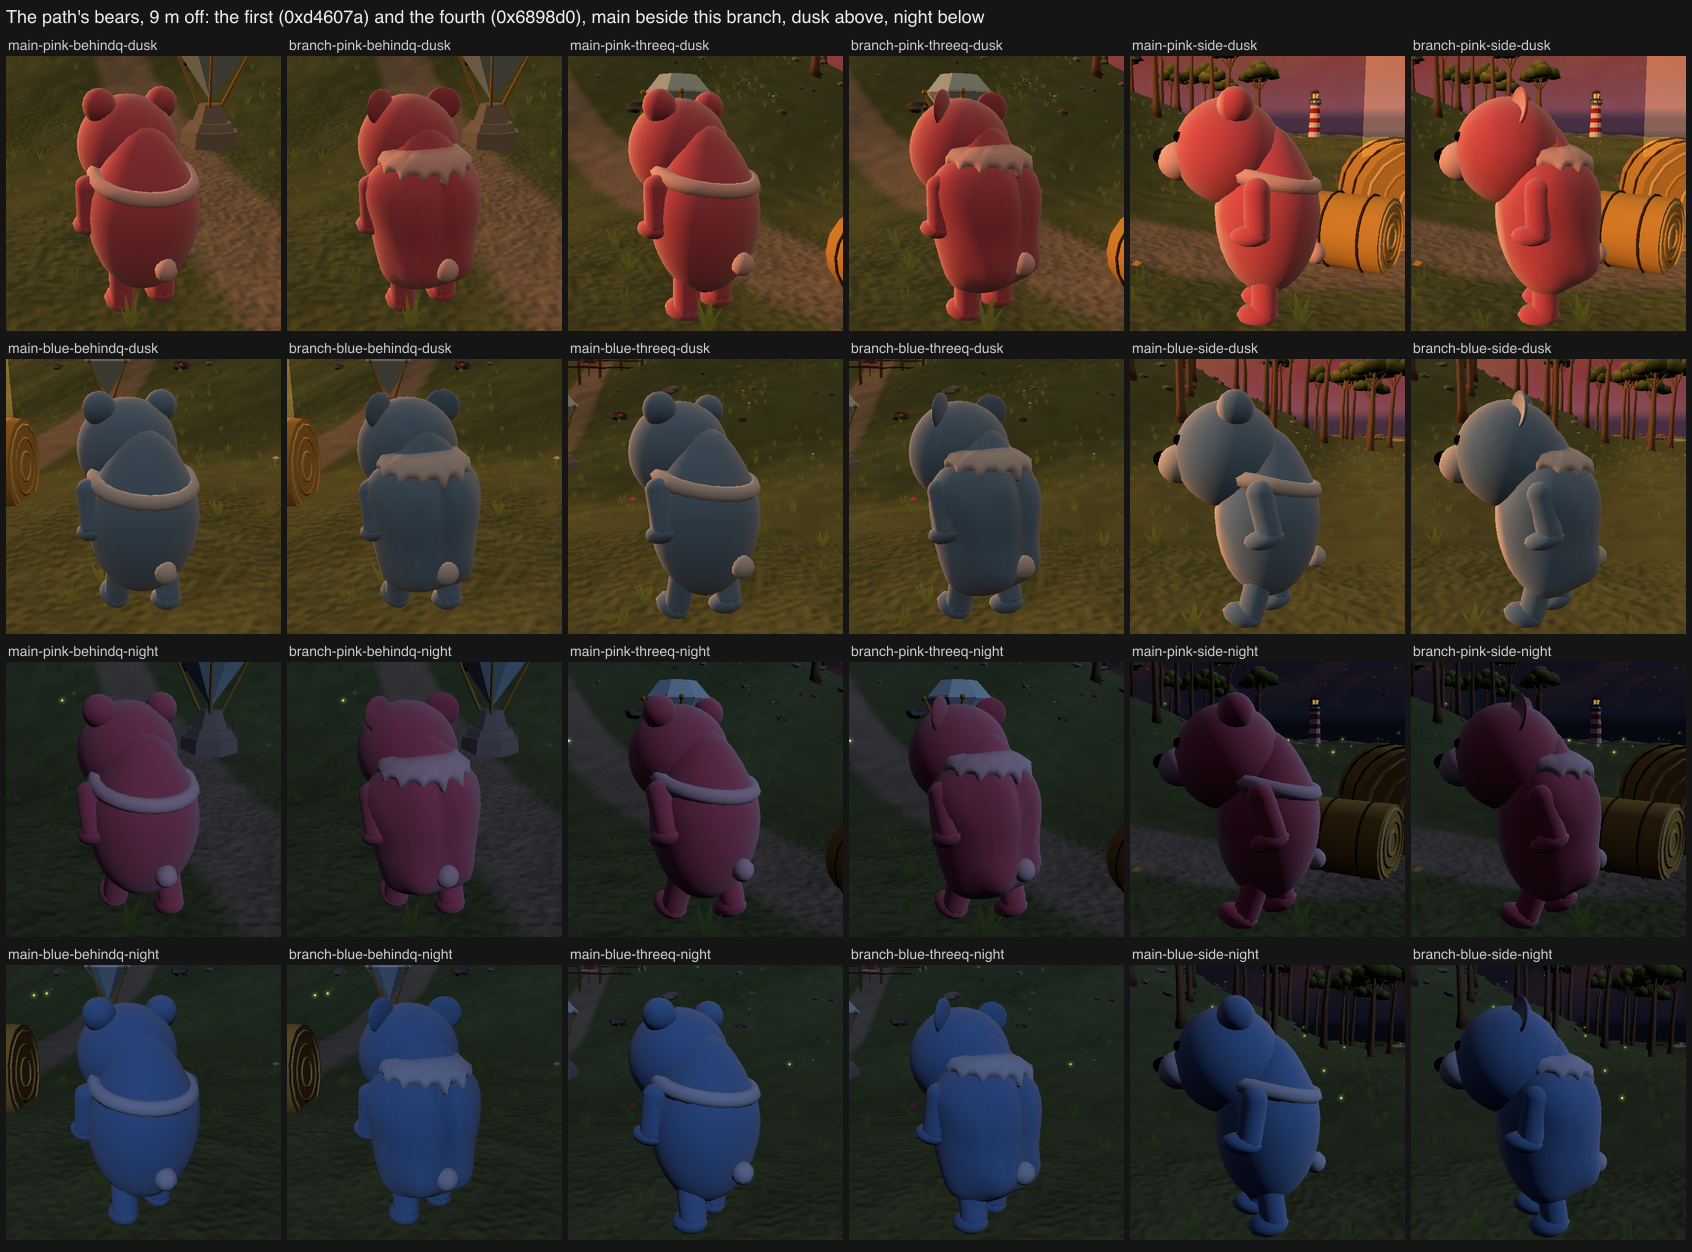 The path's bears, 9 m off: the first (0xd4607a) and the fourth (0x6898d0), main beside this branch, dusk above, night below
main-pink-behindq-dusk
branch-pink-behindq-dusk
main-pink-threeq-dusk
branch-pink-threeq-dusk
main-pink-side-dusk
branch-pink-side-dusk
main-blue-behindq-dusk
branch-blue-behindq-dusk
main-blue-threeq-dusk
branch-blue-threeq-dusk
main-blue-side-dusk
branch-blue-side-dusk
main-pink-behindq-night
branch-pink-behindq-night
main-pink-threeq-night
branch-pink-threeq-night
main-pink-side-night
branch-pink-side-night
main-blue-behindq-night
branch-blue-behindq-night
main-blue-threeq-night
branch-blue-threeq-night
main-blue-side-night
branch-blue-side-night